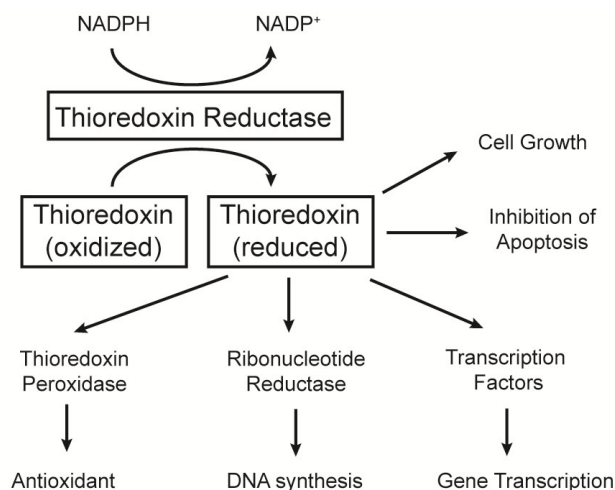 NADPH
NADP⁺
Thioredoxin Reductase
Cell Growth
Thioredoxin
(oxidized)
Thioredoxin
(reduced)
Inhibition of
Apoptosis
Thioredoxin
Peroxidase
Ribonucleotide
Reductase
Transcription
Factors
Antioxidant
DNA synthesis
Gene Transcription